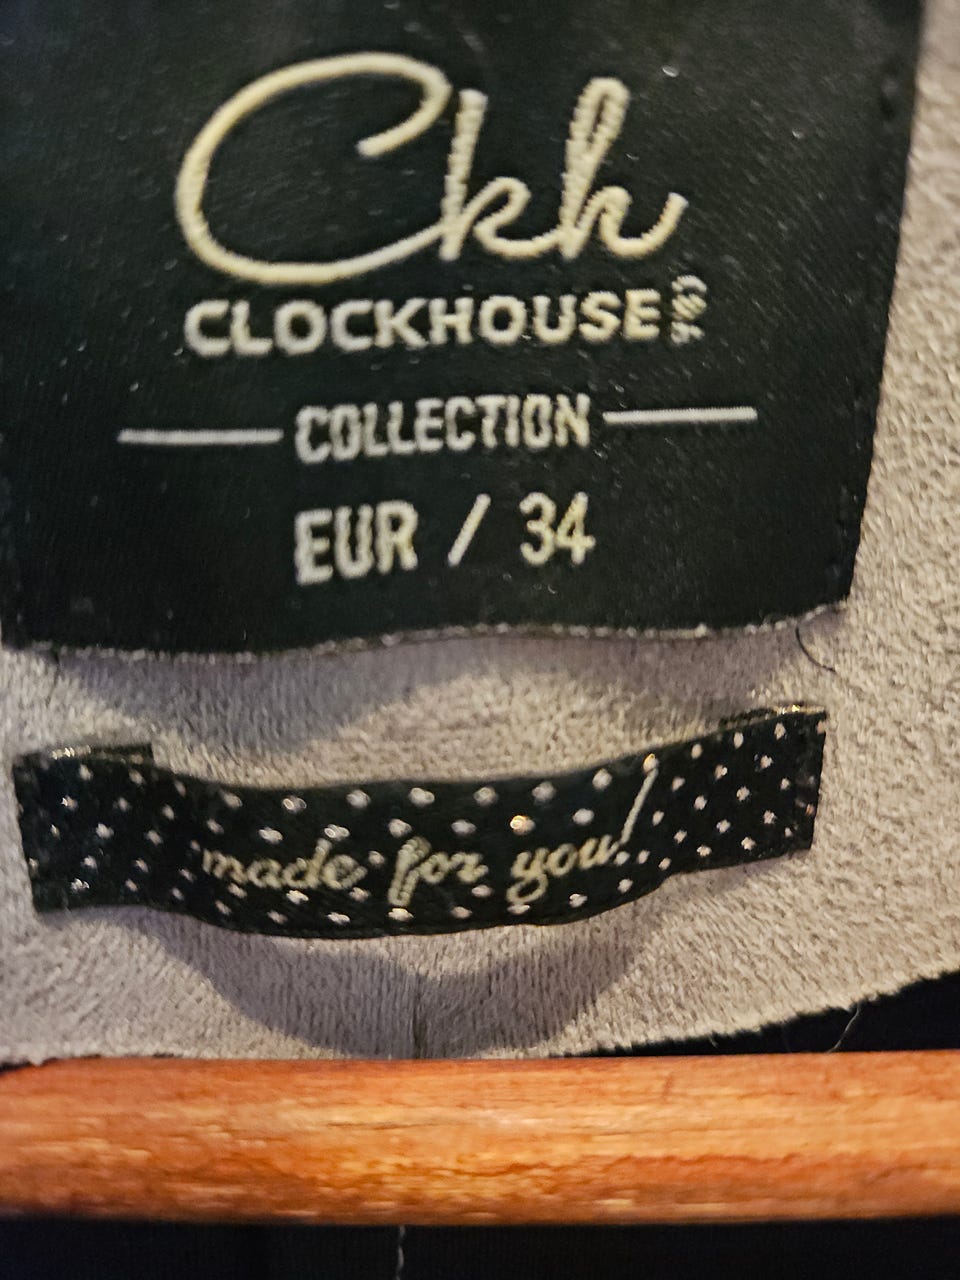 Ckh
CLOCKHOUSE C&A
COLLECTION
EUR / 34
made for you!